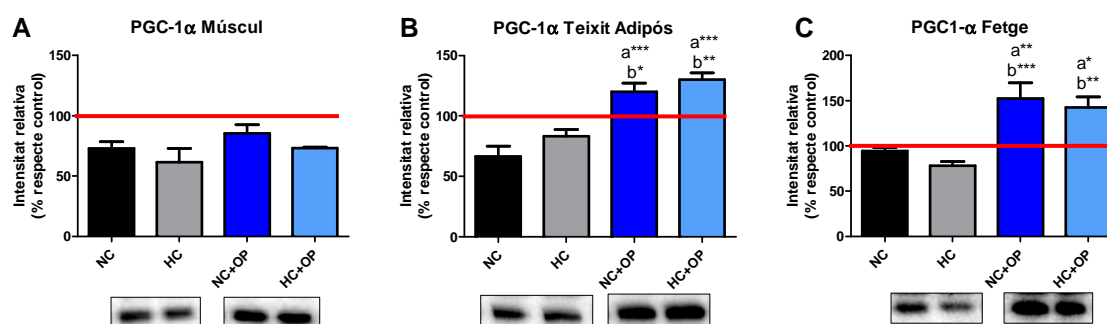 A
PGC-1α Múscul
Intensitat relativa
(% respecte control)
150
100
50
0
NC
HC
NC+OP
HC+OP
B
PGC-1α Teixit Adipós
Intensitat relativa
(% respecte control)
150
100
50
0
a***
b*
a***
b**
NC
HC
NC+OP
HC+OP
C
PGC1-α Fetge
Intensitat relativa
(% respecte control)
200
150
100
50
0
a**
b***
a*
b**
NC
HC
NC+OP
HC+OP